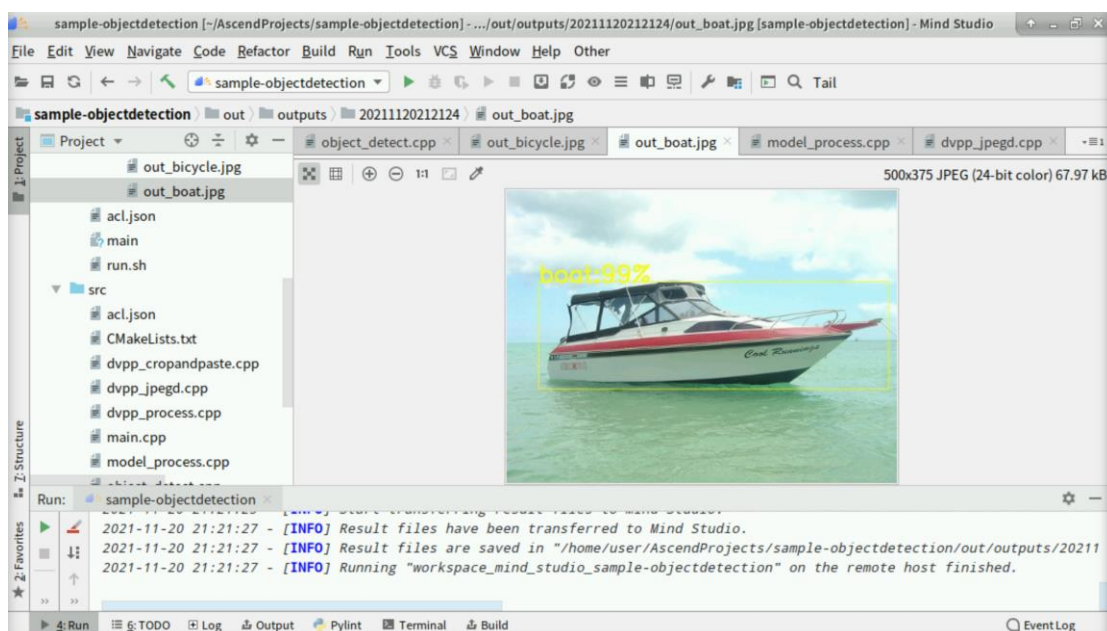 sample-objectdetection [~/AscendProjects/sample-objectdetection] - .../out/outputs/20211120212124/out_boat.jpg [sample-objectdetection] - Mind Studio
File Edit View Navigate Code Refactor Build Run Tools VCS Window Help Other
sample-objectdetection Tail
sample-objectdetection out outputs 20211120212124 out_boat.jpg
1: Project
Project
object_detect.cpp out_bicycle.jpg out_boat.jpg model_process.cpp dvpp_jpegd.cpp
1:1 500x375 JPEG (24-bit color) 67.97 kB
out_bicycle.jpg
out_boat.jpg
acl.json
main
run.sh
src
acl.json
CMakeLists.txt
dvpp_cropandpaste.cpp
dvpp_jpegd.cpp
dvpp_process.cpp
main.cpp
model_process.cpp
object_detect.cpp
boat:99%
Cool Runnings
Z: Structure
2: Favorites
Run: sample-objectdetection
2021-11-20 21:21:27 - [INFO] Result files have been transferred to Mind Studio.
2021-11-20 21:21:27 - [INFO] Result files are saved in "/home/user/AscendProjects/sample-objectdetection/out/outputs/20211
2021-11-20 21:21:27 - [INFO] Running "workspace_mind_studio_sample-objectdetection" on the remote host finished.
4: Run 6: TODO Log Output Pylint Terminal Build Event Log